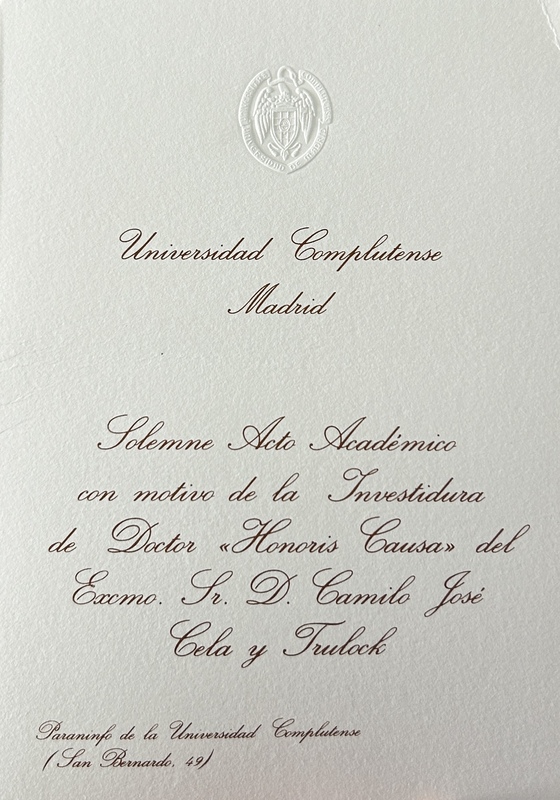 Universidad Complutense
Madrid
Solemne Acto Académico
con motivo de la Investidura
de Doctor «Honoris Causa» del
Excmo. Sr. D. Camilo José
Cela y Trulock
Paraninfo de la Universidad Complutense
(San Bernardo, 49)